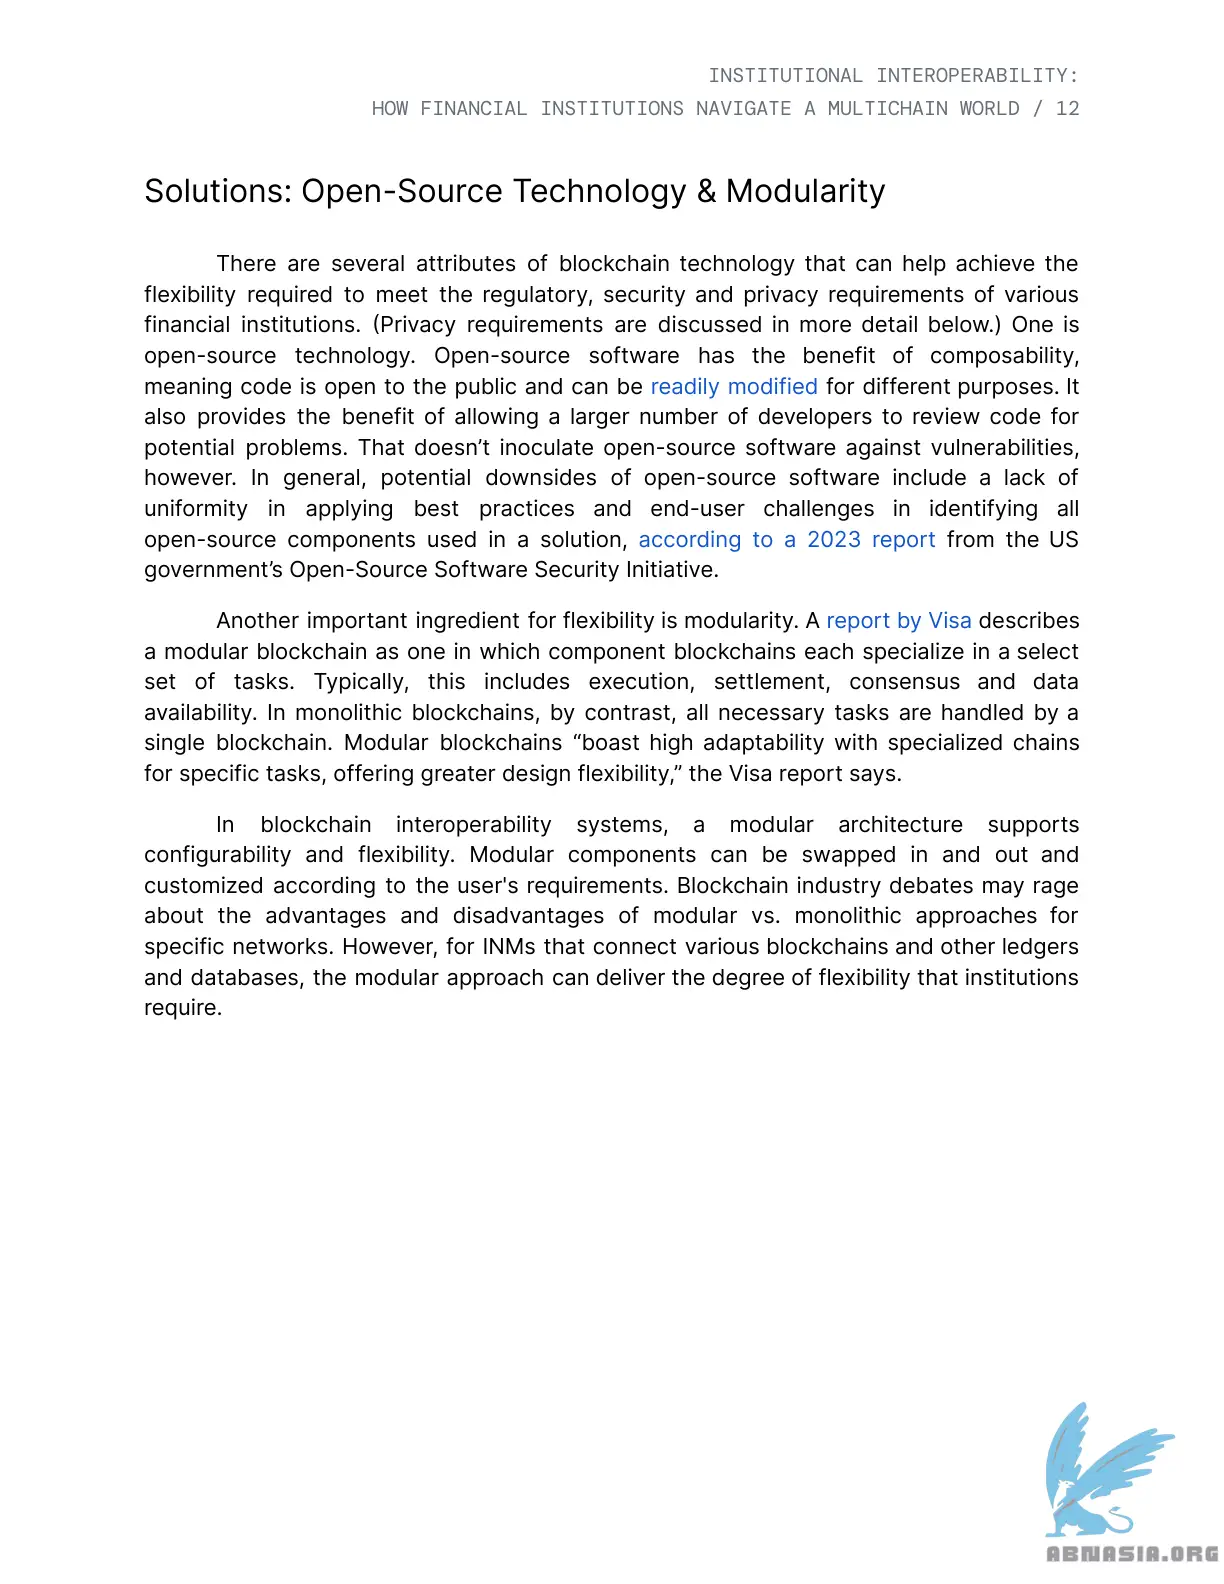 INSTITUTIONAL INTEROPERABILITY:
HOW FINANCIAL INSTITUTIONS NAVIGATE A MULTICHAIN WORLD / 12
Solutions: Open-Source Technology & Modularity
There are several attributes of blockchain technology that can help achieve the
flexibility required to meet the regulatory, security and privacy requirements of various
financial institutions. (Privacy requirements are discussed in more detail below.) One is
open-source technology. Open-source software has the benefit of composability,
meaning code is open to the public and can be readily modified for different purposes. It
also provides the benefit of allowing a larger number of developers to review code for
potential problems. That doesn’t inoculate open-source software against vulnerabilities,
however. In general, potential downsides of open-source software include a lack of
uniformity in applying best practices and end-user challenges in identifying all
open-source components used in a solution, according to a 2023 report from the US
government’s Open-Source Software Security Initiative.
Another important ingredient for flexibility is modularity. A report by Visa describes
a modular blockchain as one in which component blockchains each specialize in a select
set of tasks. Typically, this includes execution, settlement, consensus and data
availability. In monolithic blockchains, by contrast, all necessary tasks are handled by a
single blockchain. Modular blockchains “boast high adaptability with specialized chains
for specific tasks, offering greater design flexibility,” the Visa report says.
In blockchain interoperability systems, a modular architecture supports
configurability and flexibility. Modular components can be swapped in and out and
customized according to the user's requirements. Blockchain industry debates may rage
about the advantages and disadvantages of modular vs. monolithic approaches for
specific networks. However, for INMs that connect various blockchains and other ledgers
and databases, the modular approach can deliver the degree of flexibility that institutions
require.
ABNASIA.ORG